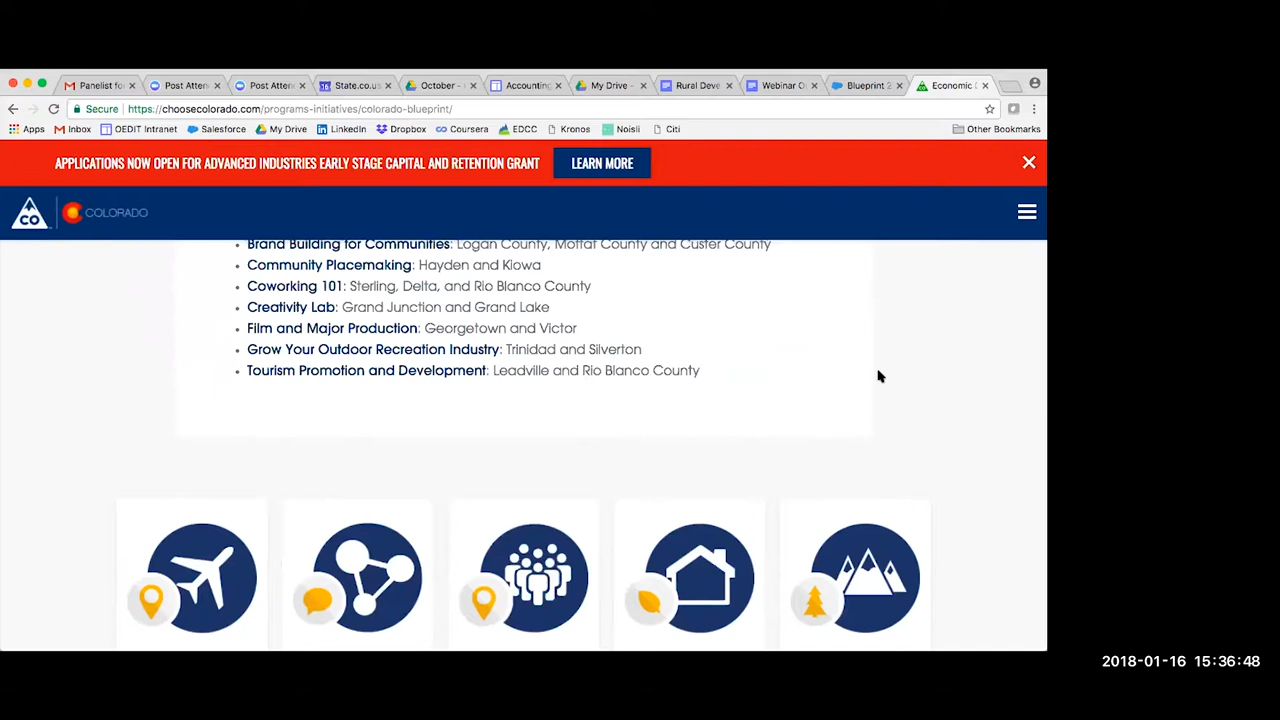 Panelist fo
Post Atten
Post Atten
State.co.us
October -
Accounting
My Drive -
Rural Deve
Webinar O
Blueprint 2
Economic D
Secure
https://choosecolorado.com/programs-initiatives/colorado-blueprint/
Apps Inbox OEDIT Intranet Salesforce My Drive LinkedIn Dropbox Coursera EDCC Kronos Noisli Citi Other Bookmarks
APPLICATIONS NOW OPEN FOR ADVANCED INDUSTRIES EARLY STAGE CAPITAL AND RETENTION GRANT LEARN MORE
CO COLORADO
• Brand Building for Communities: Logan County, Moffat County and Custer County
• Community Placemaking: Hayden and Kiowa
• Coworking 101: Sterling, Delta, and Rio Blanco County
• Creativity Lab: Grand Junction and Grand Lake
• Film and Major Production: Georgetown and Victor
• Grow Your Outdoor Recreation Industry: Trinidad and Silverton
• Tourism Promotion and Development: Leadville and Rio Blanco County
2018-01-16 15:36:48